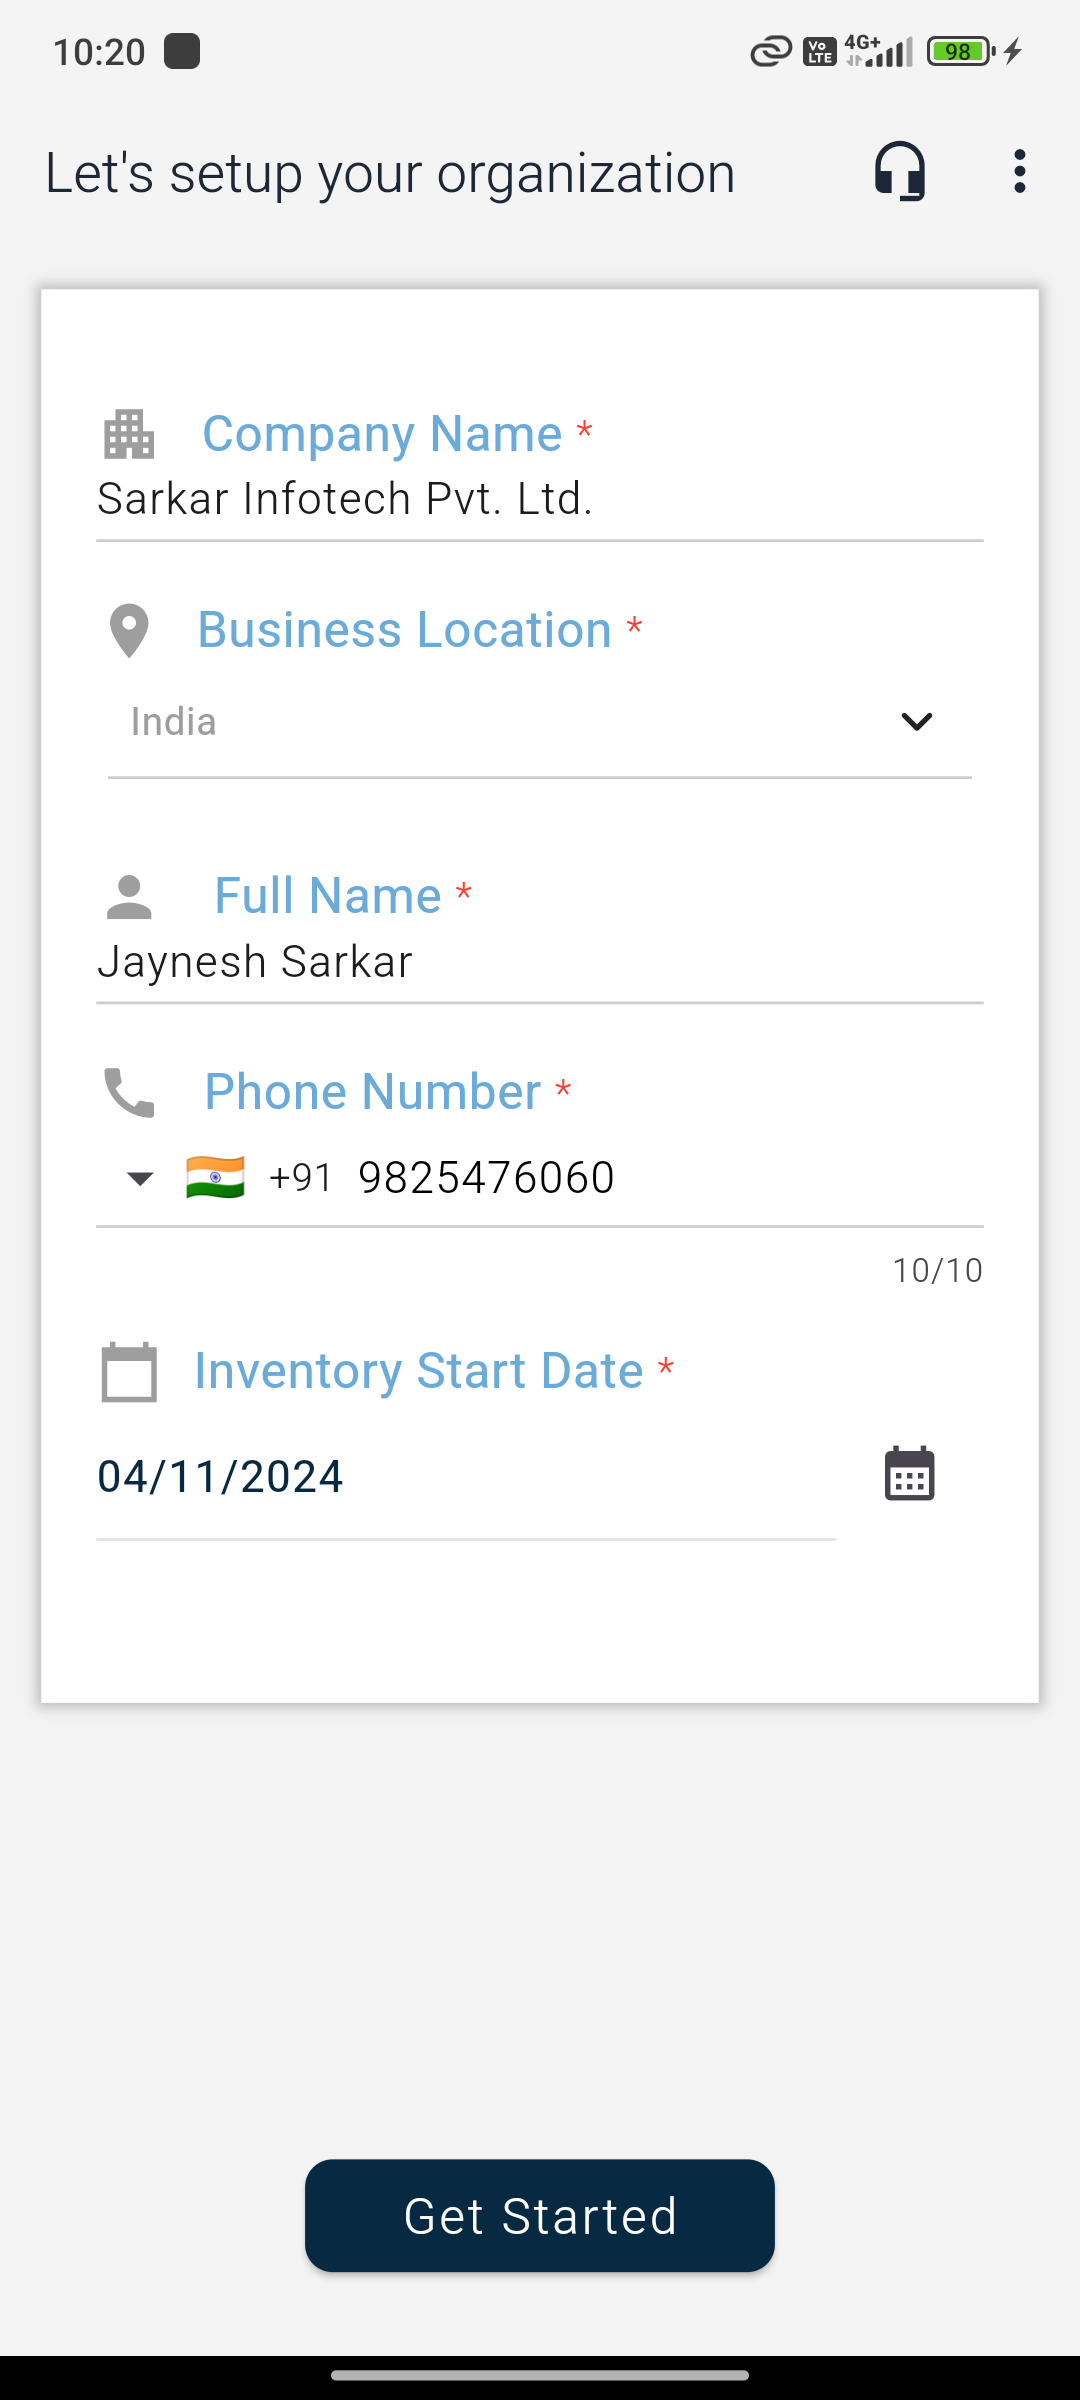 10:20
Vo LTE 4G+ 98
Let's setup your organization
Company Name *
Sarkar Infotech Pvt. Ltd.
Business Location *
India
Full Name *
Jaynesh Sarkar
Phone Number *
+91 9825476060
10/10
Inventory Start Date *
04/11/2024
Get Started